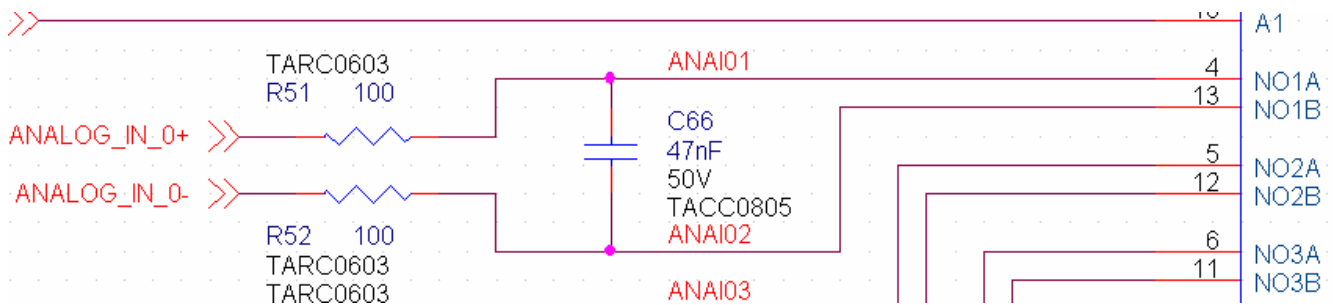 A1
TARC0603
R51 100
ANAI01
4
NO1A
13
NO1B
ANALOG_IN_0+
C66
47nF
50V
TACC0805
5
NO2A
12
NO2B
ANALOG_IN_0-
R52 100
TARC0603
TARC0603
ANAI02
6
NO3A
11
NO3B
ANAI03